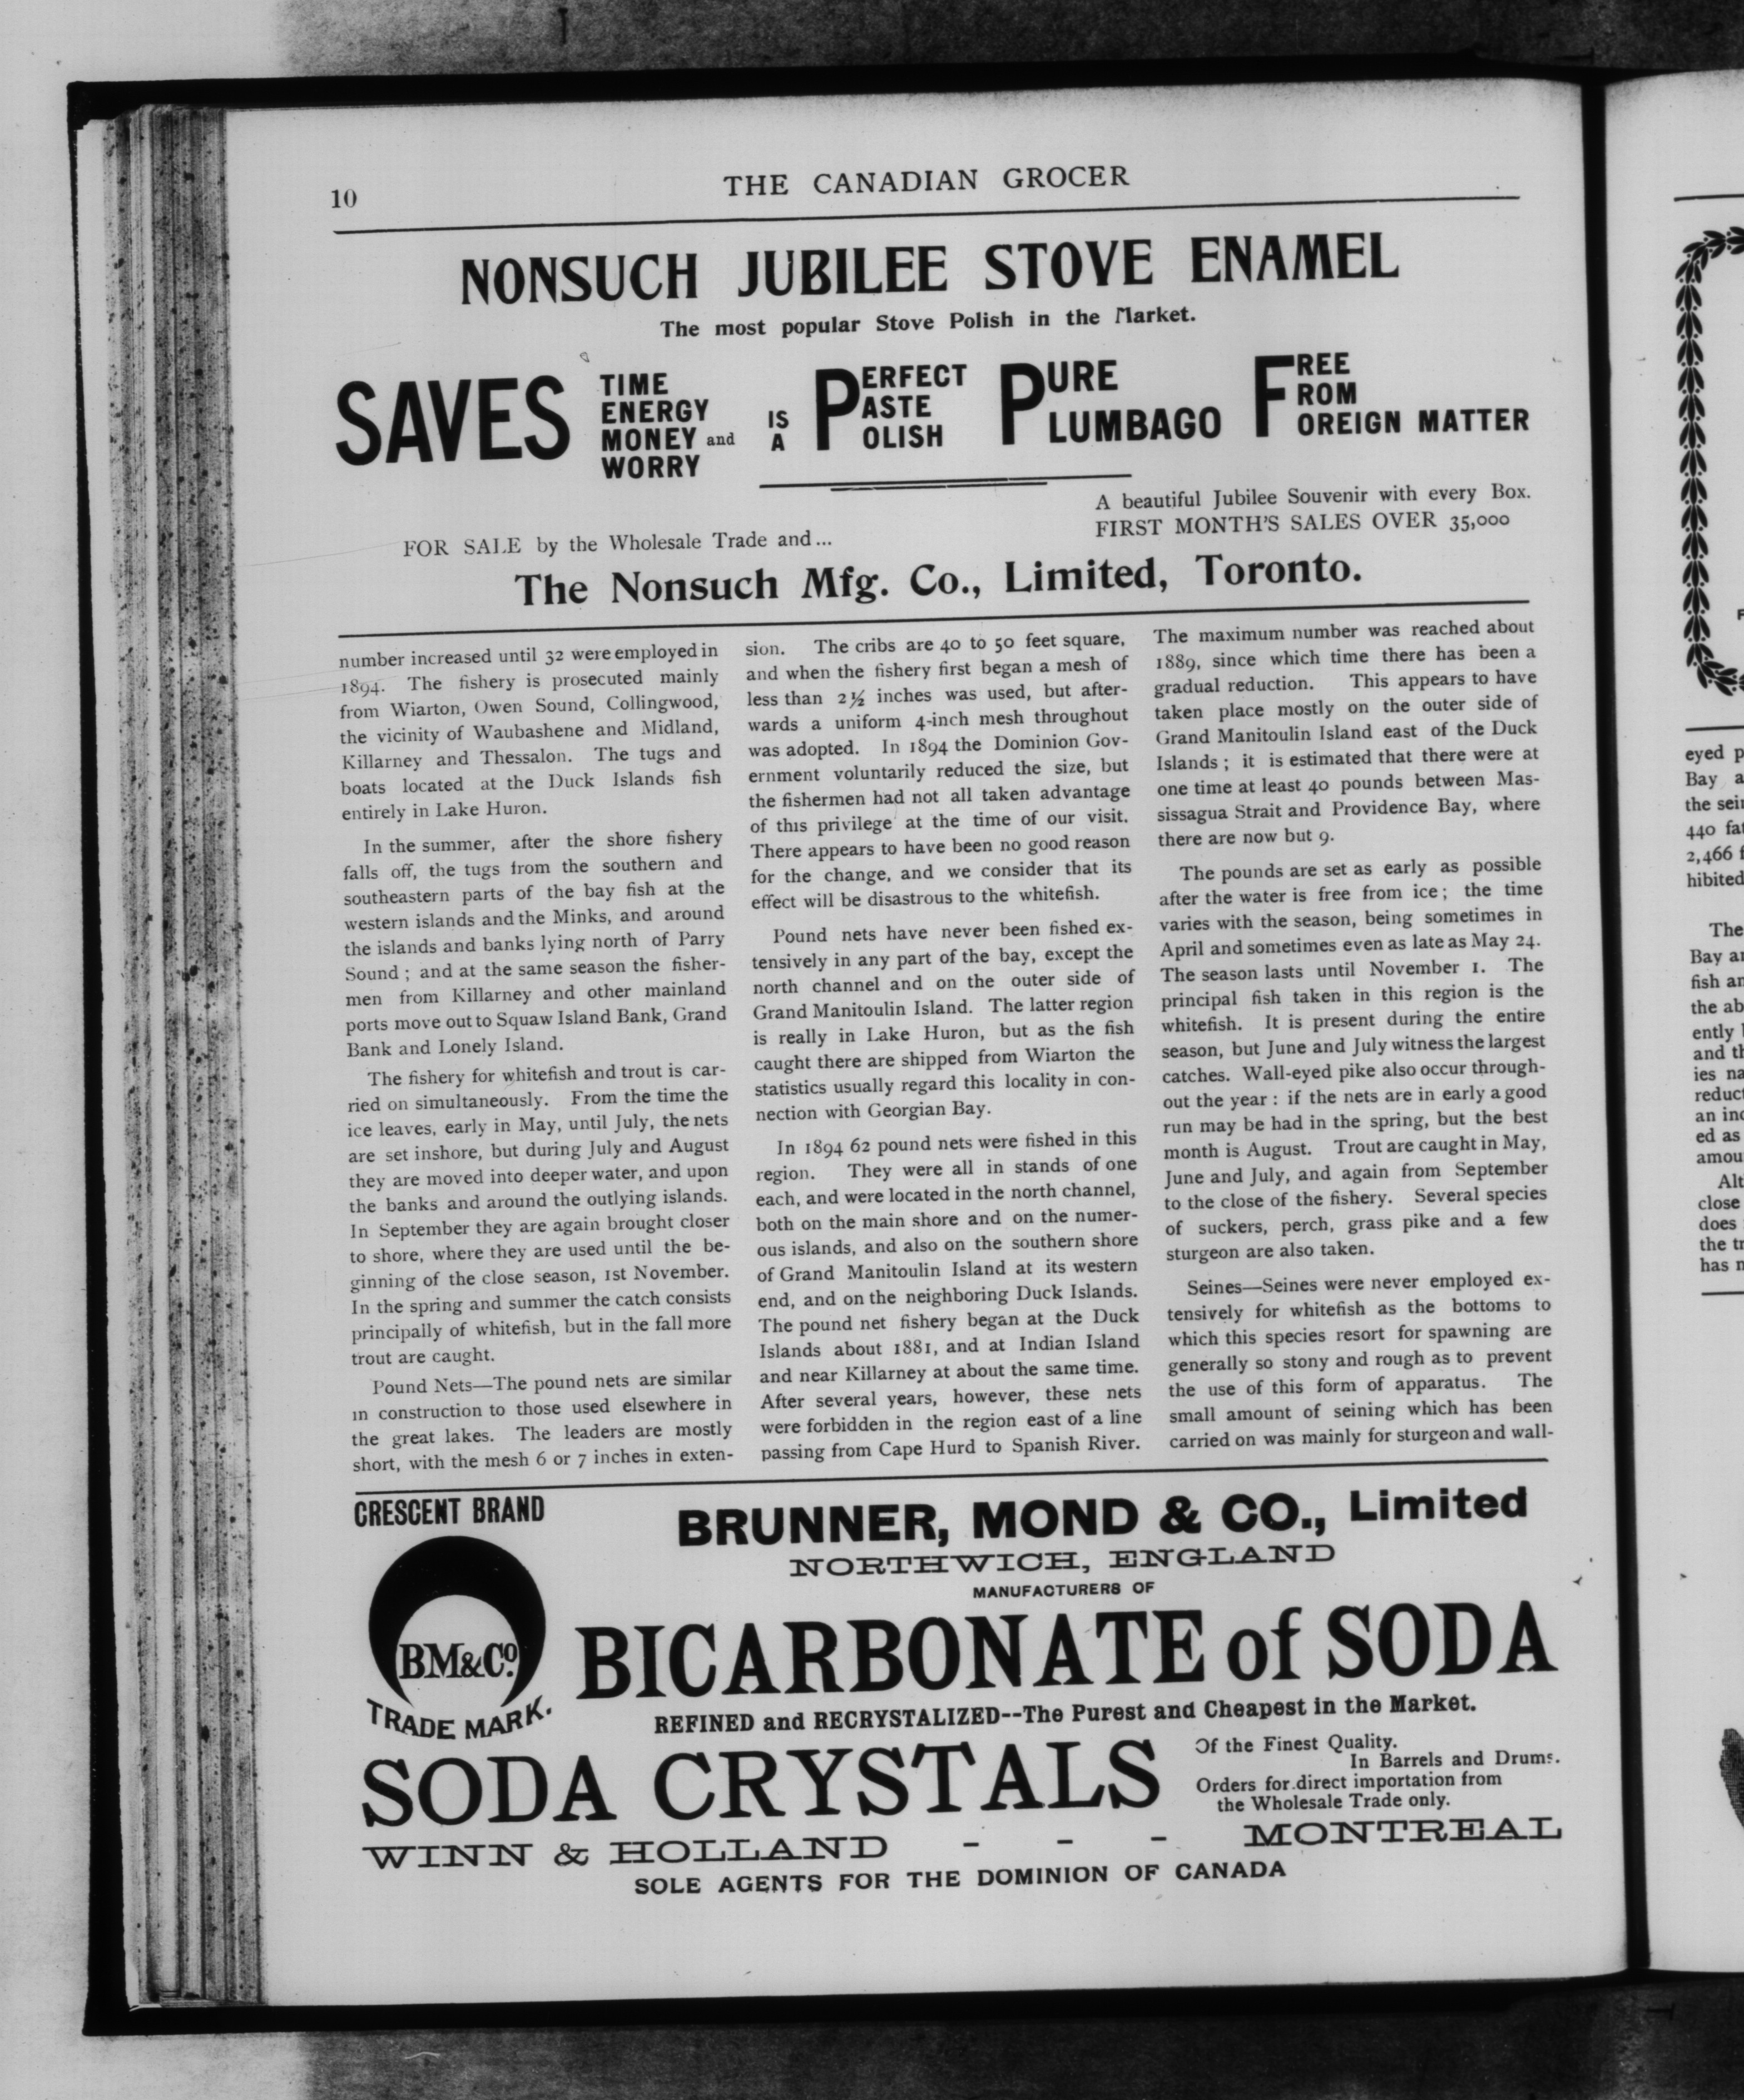 10
THE CANADIAN GROCER
NONSUCH JUBILEE STOVE ENAMEL
The most popular Stove Polish in the Market.
SAVES
TIME
ENERGY
MONEY and
WORRY
IS
A
PERFECT
PASTE
POLISH
PURE
PLUMBAGO
FREE
FROM
FOREIGN MATTER
A beautiful Jubilee Souvenir with every Box.
FIRST MONTH'S SALES OVER 35,000
FOR SALE by the Wholesale Trade and...
The Nonsuch Mfg. Co., Limited, Toronto.
number increased until 32 were employed in
1894. The fishery is prosecuted mainly
from Wiarton, Owen Sound, Collingwood,
the vicinity of Waubashene and Midland,
Killarney and Thessalon. The tugs and
boats located at the Duck Islands fish
entirely in Lake Huron.
In the summer, after the shore fishery
falls off, the tugs from the southern and
southeastern parts of the bay fish at the
western islands and the Minks, and around
the islands and banks lying north of Parry
Sound ; and at the same season the fisher-
men from Killarney and other mainland
ports move out to Squaw Island Bank, Grand
Bank and Lonely Island.
The fishery for whitefish and trout is car-
ried on simultaneously. From the time the
ice leaves, early in May, until July, the nets
are set inshore, but during July and August
they are moved into deeper water, and upon
the banks and around the outlying islands.
In September they are again brought closer
to shore, where they are used until the be-
ginning of the close season, 1st November.
In the spring and summer the catch consists
principally of whitefish, but in the fall more
trout are caught.
Pound Nets—The pound nets are similar
in construction to those used elsewhere in
the great lakes. The leaders are mostly
short, with the mesh 6 or 7 inches in exten-
sion. The cribs are 40 to 50 feet square,
and when the fishery first began a mesh of
less than 2½ inches was used, but after-
wards a uniform 4-inch mesh throughout
was adopted. In 1894 the Dominion Gov-
ernment voluntarily reduced the size, but
the fishermen had not all taken advantage
of this privilege at the time of our visit.
There appears to have been no good reason
for the change, and we consider that its
effect will be disastrous to the whitefish.
Pound nets have never been fished ex-
tensively in any part of the bay, except the
north channel and on the outer side of
Grand Manitoulin Island. The latter region
is really in Lake Huron, but as the fish
caught there are shipped from Wiarton the
statistics usually regard this locality in con-
nection with Georgian Bay.
In 1894 62 pound nets were fished in this
region. They were all in stands of one
each, and were located in the north channel,
both on the main shore and on the numer-
ous islands, and also on the southern shore
of Grand Manitoulin Island at its western
end, and on the neighboring Duck Islands.
The pound net fishery began at the Duck
Islands about 1881, and at Indian Island
and near Killarney at about the same time.
After several years, however, these nets
were forbidden in the region east of a line
passing from Cape Hurd to Spanish River.
The maximum number was reached about
1889, since which time there has been a
gradual reduction. This appears to have
taken place mostly on the outer side of
Grand Manitoulin Island east of the Duck
Islands ; it is estimated that there were at
one time at least 40 pounds between Mas-
sissagua Strait and Providence Bay, where
there are now but 9.
The pounds are set as early as possible
after the water is free from ice ; the time
varies with the season, being sometimes in
April and sometimes even as late as May 24.
The season lasts until November 1. The
principal fish taken in this region is the
whitefish. It is present during the entire
season, but June and July witness the largest
catches. Wall-eyed pike also occur through-
out the year : if the nets are in early a good
run may be had in the spring, but the best
month is August. Trout are caught in May,
June and July, and again from September
to the close of the fishery. Several species
of suckers, perch, grass pike and a few
sturgeon are also taken.
Seines—Seines were never employed ex-
tensively for whitefish as the bottoms to
which this species resort for spawning are
generally so stony and rough as to prevent
the use of this form of apparatus. The
small amount of seining which has been
carried on was mainly for sturgeon and wall-
CRESCENT BRAND
BM&Co.
TRADE MARK.
BRUNNER, MOND & CO., Limited
NORTHWICH, ENGLAND
MANUFACTURERS OF
BICARBONATE of SODA
REFINED and RECRYSTALIZED--The Purest and Cheapest in the Market.
SODA CRYSTALS
Of the Finest Quality.
In Barrels and Drums.
Orders for direct importation from
the Wholesale Trade only.
WINN & HOLLAND - - - MONTREAL
SOLE AGENTS FOR THE DOMINION OF CANADA
eyed
Bay
the
440
2,466
hibited
The
Bay
fish
the
ently
and
ies
an
ed as
close
does
the
has